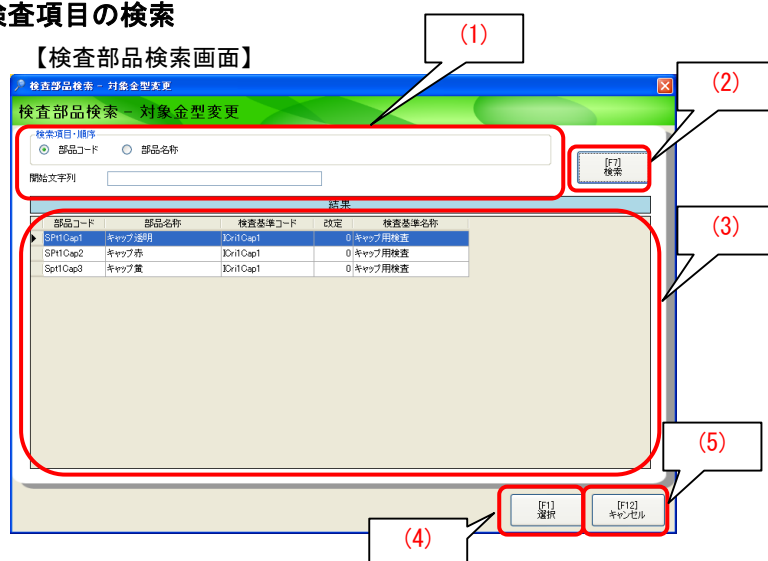 検査項目の検索
(1)
【検査部品検索画面】
検査部品検索 - 対象金型変更
(2)
検査部品検索 - 対象金型変更
検索項目・順序
部品コード 部品名称
[F7]
検索
開始文字列
結果
(3)
部品コード 部品名称 検査基準コード 改定 検査基準名称
SPt1Cap1 キャップ透明 ICri1Cap1 0 キャップ用検査
SPt1Cap2 キャップ赤 ICri1Cap1 0 キャップ用検査
Spt1Cap3 キャップ黄 ICri1Cap1 0 キャップ用検査
(5)
[F1]
選択
[F12]
キャンセル
(4)